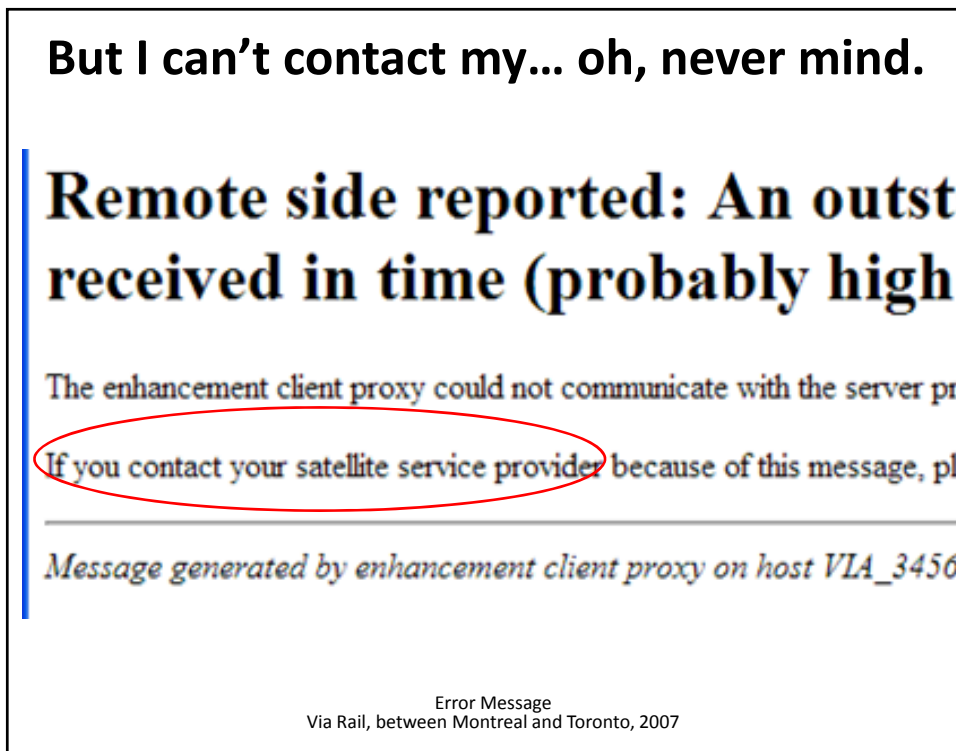 But I can’t contact my… oh, never mind.
Remote side reported: An outst
received in time (probably high
The enhancement client proxy could not communicate with the server pr
If you contact your satellite service provider because of this message, pl
Message generated by enhancement client proxy on host VIA_3456
Error Message
Via Rail, between Montreal and Toronto, 2007